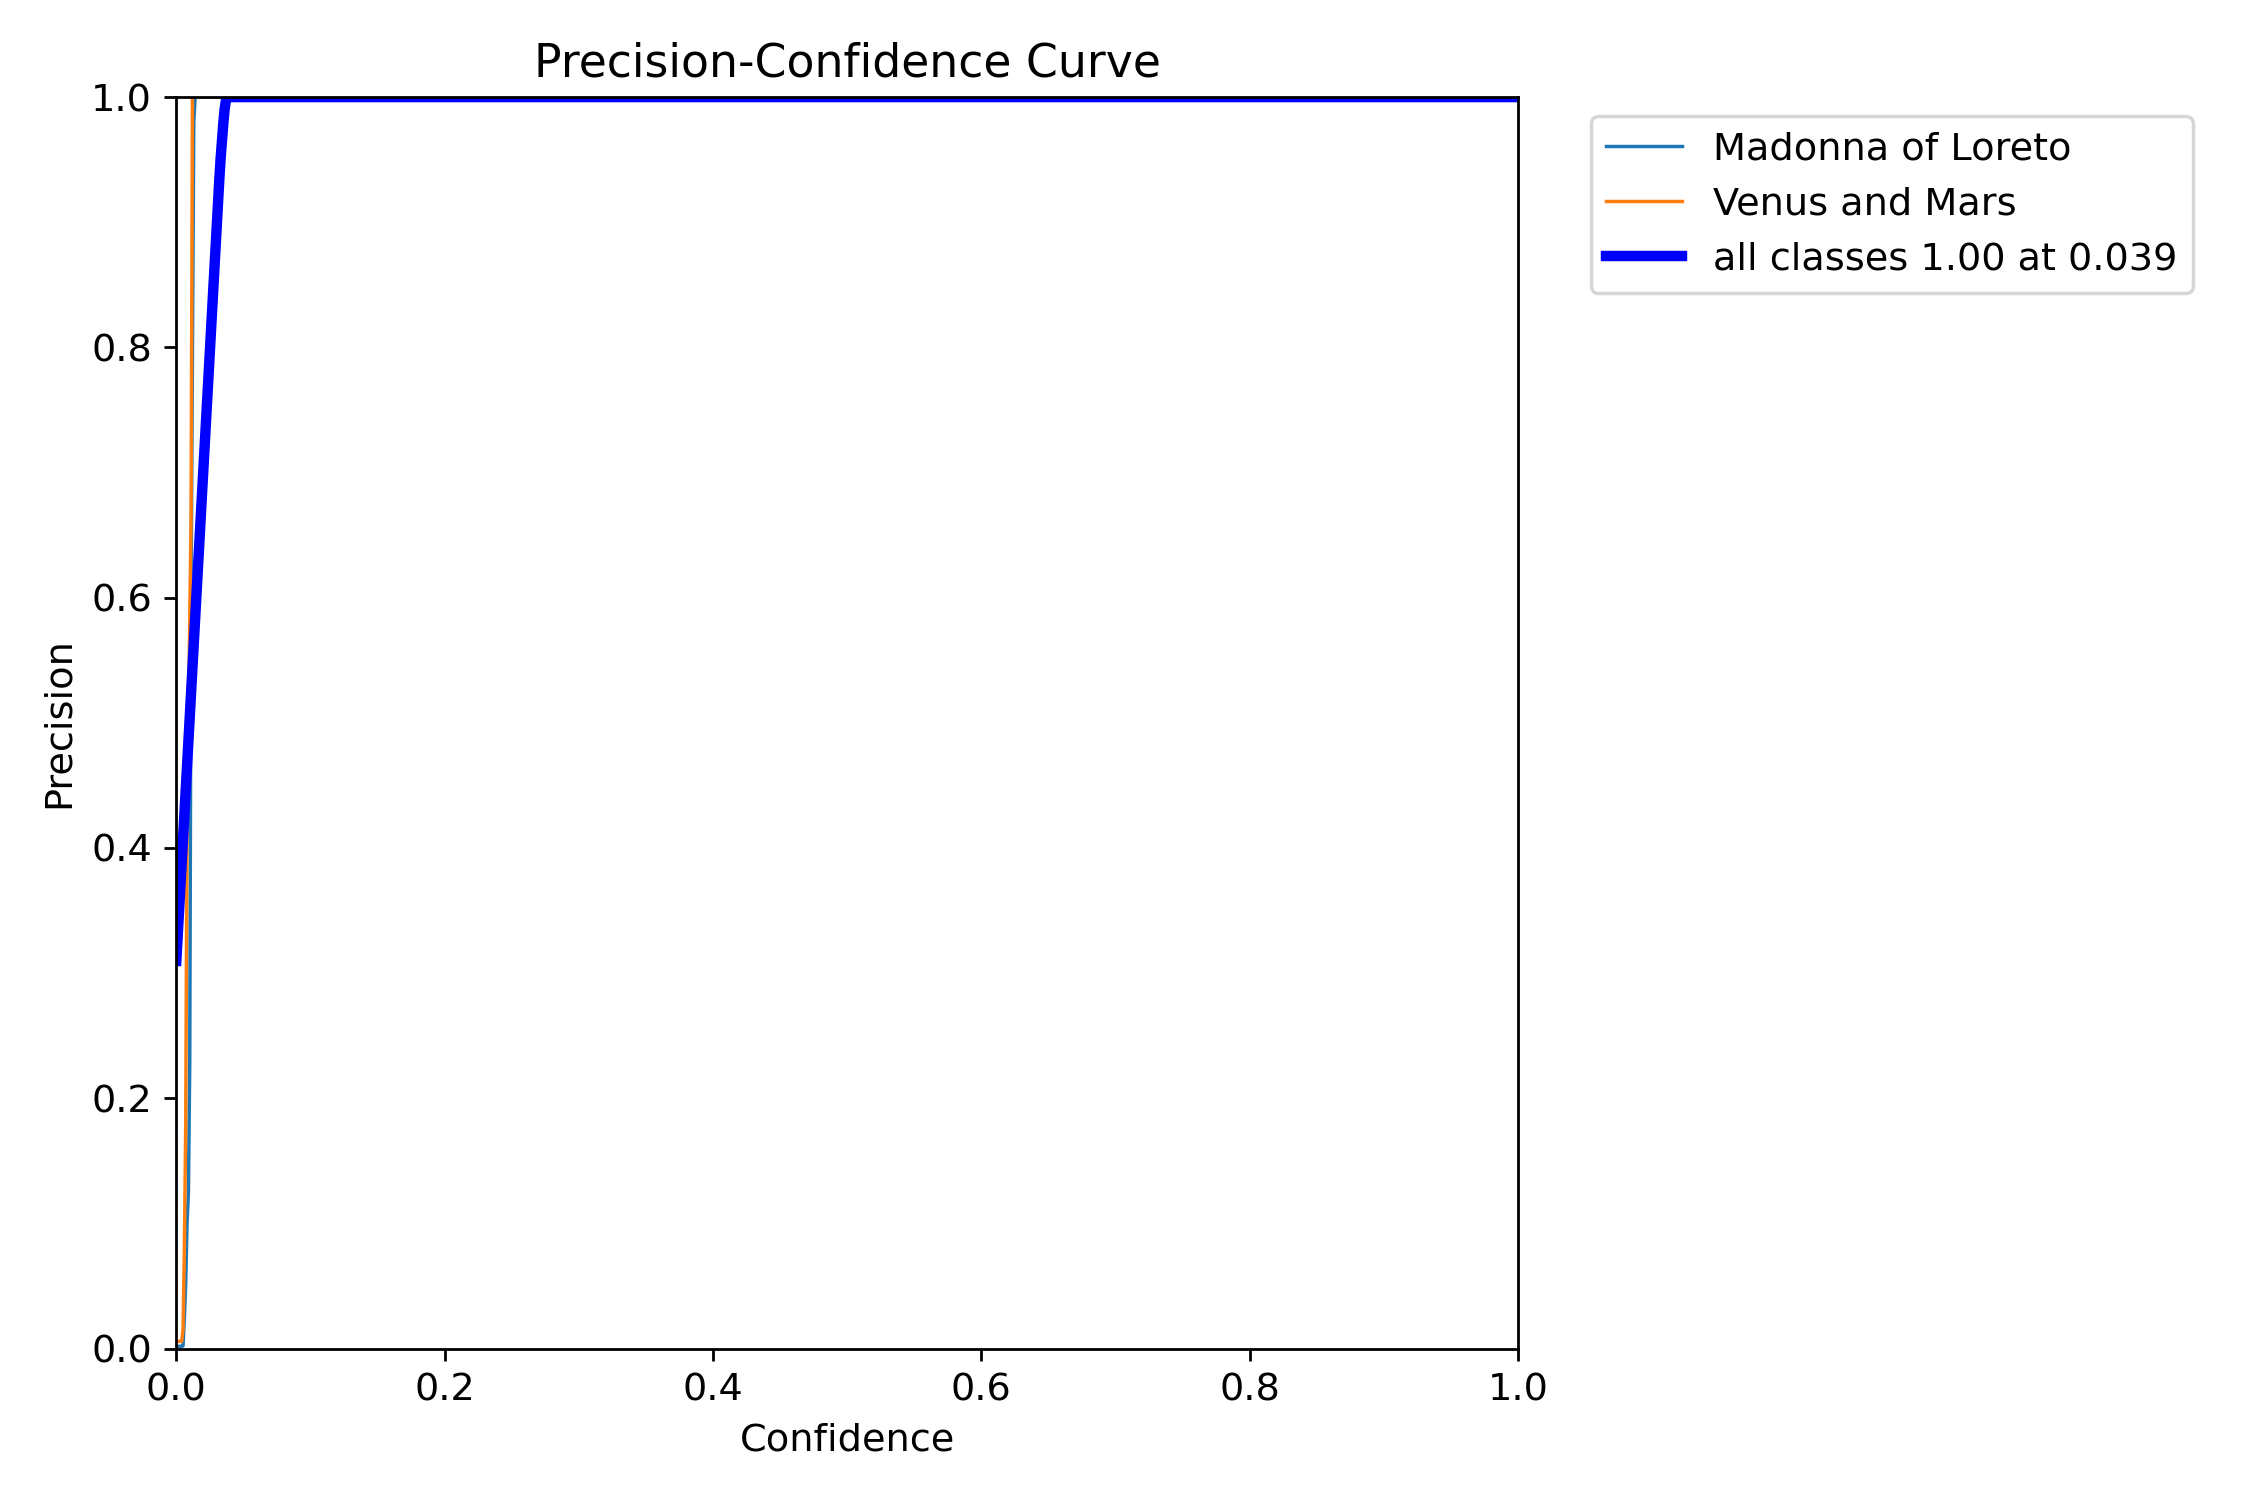 Precision-Confidence Curve
1.0
0.8
0.6
0.4
0.2
0.0
Precision
0.0 0.2 0.4 0.6 0.8 1.0
Confidence
Madonna of Loreto
Venus and Mars
all classes 1.00 at 0.039